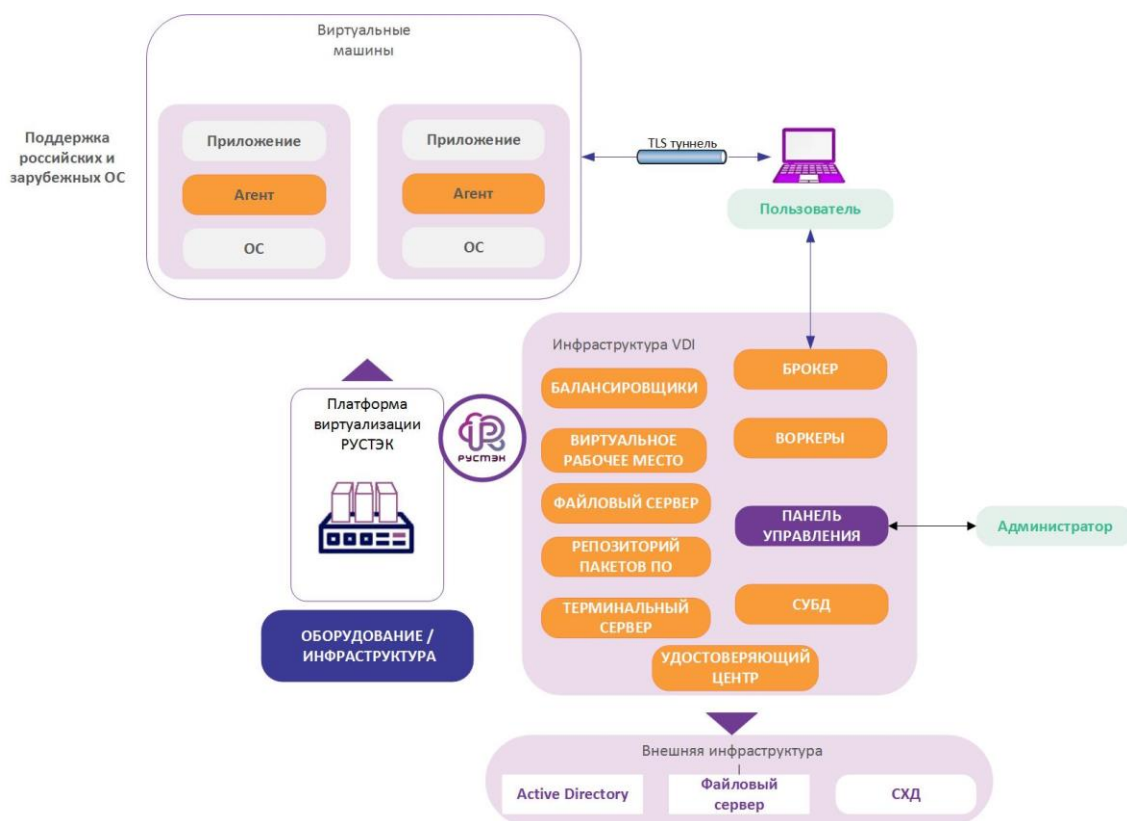 Виртуальные
машины
Поддержка
российских и
зарубежных ОС
Приложение
Агент
ОС
Приложение
Агент
ОС
TLS туннель
Пользователь
Платформа
виртуализации
РУСТЭК
РУСТЭК
ОБОРУДОВАНИЕ /
ИНФРАСТРУКТУРА
Инфраструктура VDI
БАЛАНСИРОВЩИКИ
ВИРТУАЛЬНОЕ
РАБОЧЕЕ МЕСТО
ФАЙЛОВЫЙ СЕРВЕР
РЕПОЗИТОРИЙ
ПАКЕТОВ ПО
ТЕРМИНАЛЬНЫЙ
СЕРВЕР
БРОКЕР
ВОРКЕРЫ
ПАНЕЛЬ
УПРАВЛЕНИЯ
СУБД
УДОСТОВЕРЯЮЩИЙ
ЦЕНТР
Администратор
Внешняя инфраструктура
Active Directory
Файловый
сервер
СХД